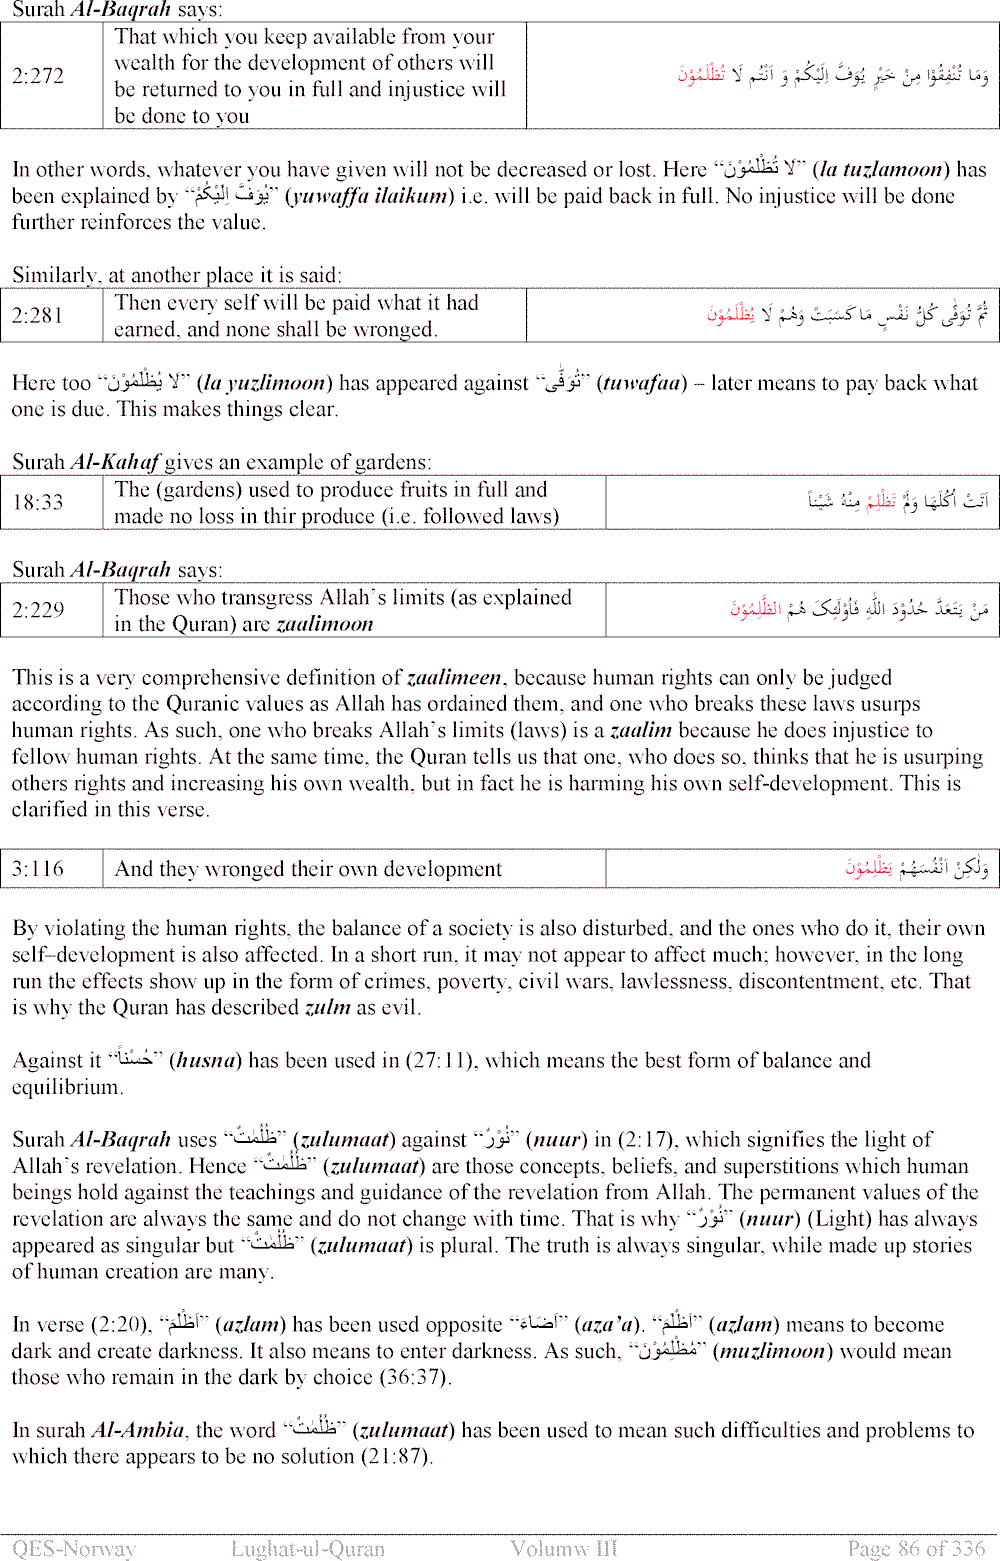 Surah Al-Baqrah says:
2:272
That which you keep available from your
wealth for the development of others will
be returned to you in full and injustice will
be done to you
وَمَا تُنْفِقُوْا مِنْ خَيْرٍ يُوَفَّ اِلَيْكُمْ وَ اَنْتُم لَا تُظْلَمُوْنَ
In other words, whatever you have given will not be decreased or lost. Here “لَا تُظْلَمُوْنَ” (la tuzlamoon) has
been explained by “يُوَفَّ اِلَيْكُمْ” (yuwaffa ilaikum) i.e. will be paid back in full. No injustice will be done
further reinforces the value.
Similarly, at another place it is said:
2:281
Then every self will be paid what it had
earned, and none shall be wronged.
ثُمَّ تُوَفّٰى كُلُّ نَفْسٍ مَا كَسَبَتْ وَهُمْ لَا يُظْلَمُوْنَ
Here too “لَا يُظْلَمُوْنَ” (la yuzlimoon) has appeared against “تُوَفّٰى” (tuwafaa) – later means to pay back what
one is due. This makes things clear.
Surah Al-Kahaf gives an example of gardens:
18:33
The (gardens) used to produce fruits in full and
made no loss in thir produce (i.e. followed laws)
اٰتَتْ اُكُلَهَا وَلَمْ تَظْلِمْ مِنْهُ شَيْئاً
Surah Al-Baqrah says:
2:229
Those who transgress Allah’s limits (as explained
in the Quran) are zaalimoon
مَنْ يَتَعَدَّ حُدُوْدَ اللّٰهِ فَاُوْلٰئِكَ هُمْ الظّٰلِمُوْنَ
This is a very comprehensive definition of zaalimeen, because human rights can only be judged
according to the Quranic values as Allah has ordained them, and one who breaks these laws usurps
human rights. As such, one who breaks Allah’s limits (laws) is a zaalim because he does injustice to
fellow human rights. At the same time, the Quran tells us that one, who does so, thinks that he is usurping
others rights and increasing his own wealth, but in fact he is harming his own self-development. This is
clarified in this verse.
3:116
And they wronged their own development
وَلٰكِنْ اَنْفُسَهُمْ يَظْلِمُوْنَ
By violating the human rights, the balance of a society is also disturbed, and the ones who do it, their own
self–development is also affected. In a short run, it may not appear to affect much; however, in the long
run the effects show up in the form of crimes, poverty, civil wars, lawlessness, discontentment, etc. That
is why the Quran has described zulm as evil.
Against it “حُسْناً” (husna) has been used in (27:11), which means the best form of balance and
equilibrium.
Surah Al-Baqrah uses “ظُلُمٰتٌ” (zulumaat) against “نُوْرٌ” (nuur) in (2:17), which signifies the light of
Allah’s revelation. Hence “ظُلُمٰتٌ” (zulumaat) are those concepts, beliefs, and superstitions which human
beings hold against the teachings and guidance of the revelation from Allah. The permanent values of the
revelation are always the same and do not change with time. That is why “نُوْرٌ” (nuur) (Light) has always
appeared as singular but “ظُلُمٰتٌ” (zulumaat) is plural. The truth is always singular, while made up stories
of human creation are many.
In verse (2:20), “اَظْلَمَ” (azlam) has been used opposite “اَضَاءَ” (aza’a). “اَظْلَمَ” (azlam) means to become
dark and create darkness. It also means to enter darkness. As such, “مُظْلِمُوْنَ” (muzlimoon) would mean
those who remain in the dark by choice (36:37).
In surah Al-Ambia, the word “ظُلُمٰتٌ” (zulumaat) has been used to mean such difficulties and problems to
which there appears to be no solution (21:87).
QES-Norway Lughat-ul-Quran Volumw III Page 86 of 336